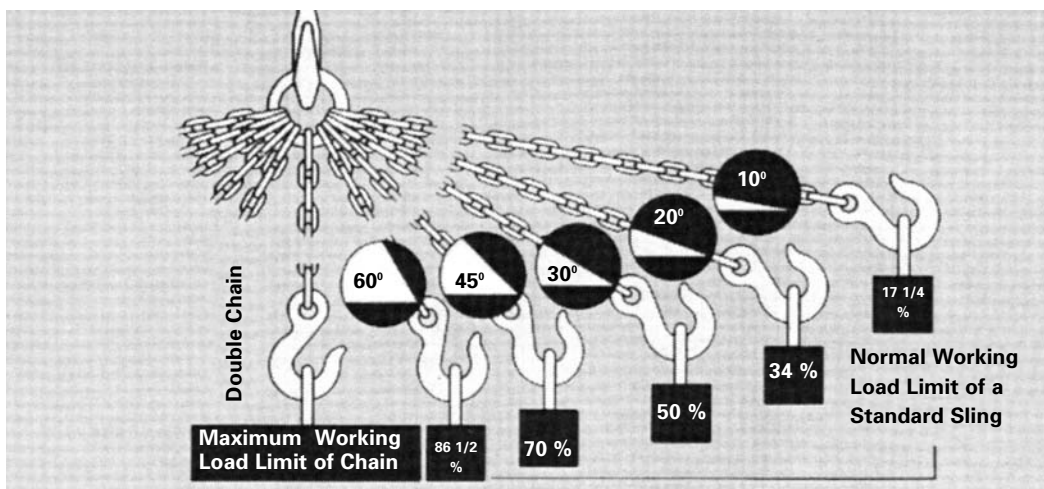 10⁰
20⁰
30⁰
45⁰
60⁰
Double Chain
17 1/4
%
34 %
50 %
70 %
86 1/2
%
Maximum Working
Load Limit of Chain
Normal Working
Load Limit of a
Standard Sling